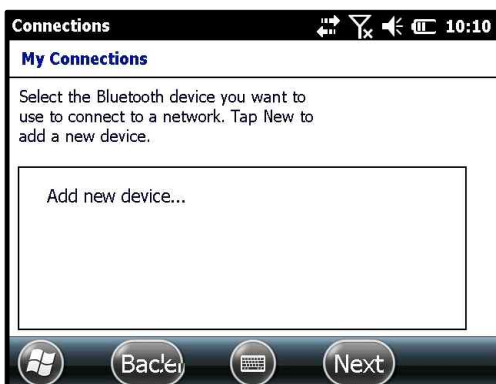 Connections
10:10
My Connections
Select the Bluetooth device you want to
use to connect to a network. Tap New to
add a new device.
Add new device...
Next